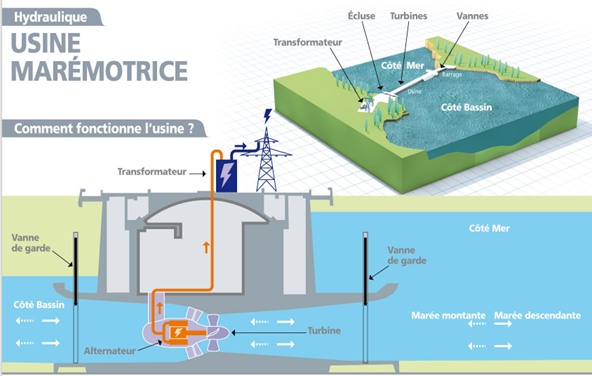 Hydraulique
USINE
MARÉMOTRICE
Écluse
Turbines
Vannes
Transformateur
Côté Mer
Barrage
Usine
Côté Bassin
Comment fonctionne l'usine ?
Transformateur
Côté Mer
Vanne
de garde
Vanne
de garde
Côté Bassin
Marée montante
Marée descendante
Turbine
Alternateur